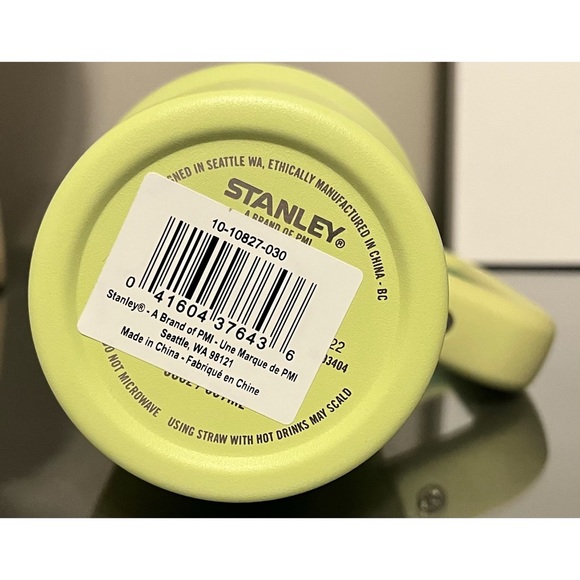 IN SEATTLE WA, ETHICALLY MANUFACTURED IN CHINA - BC
STANLEY®
A BRAND OF PMI
10-10827-030
0 41604 37643 6
Stanley® - A Brand of PMI - Une Marque de PMI
Seattle, WA 98121
Made in China - Fabriqué en Chine
22
03404
NOT MICROWAVE
USING STRAW WITH HOT DRINKS MAY SCALD